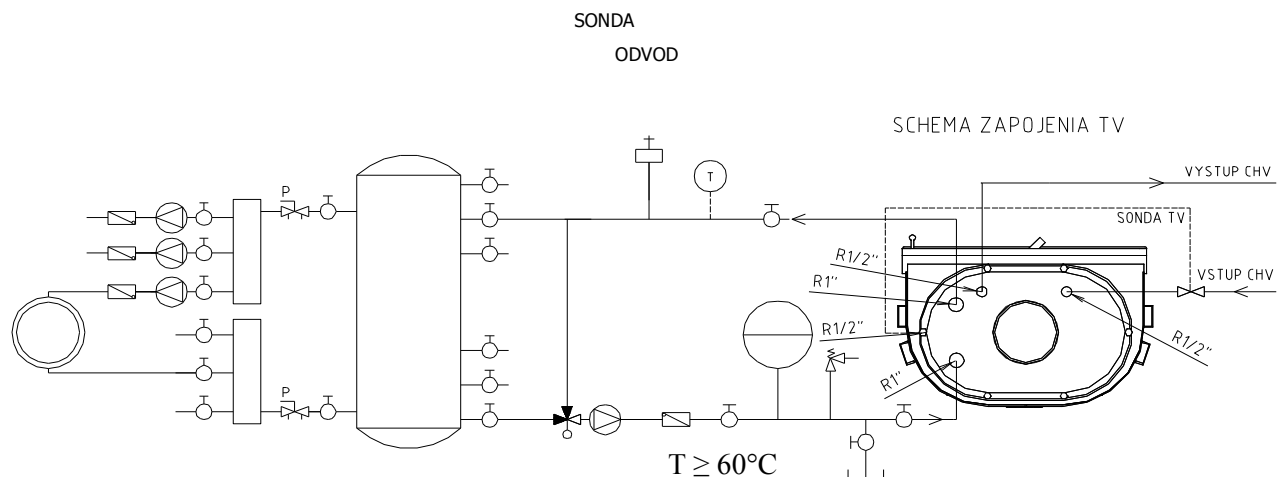 SONDA
ODVOD
SCHEMA ZAPOJENIA TV
VYSTUP CHV
SONDA TV
VSTUP CHV
P
T
R1/2"
R1"
R1/2"
R1"
R1/2"
P
T ≥ 60°C